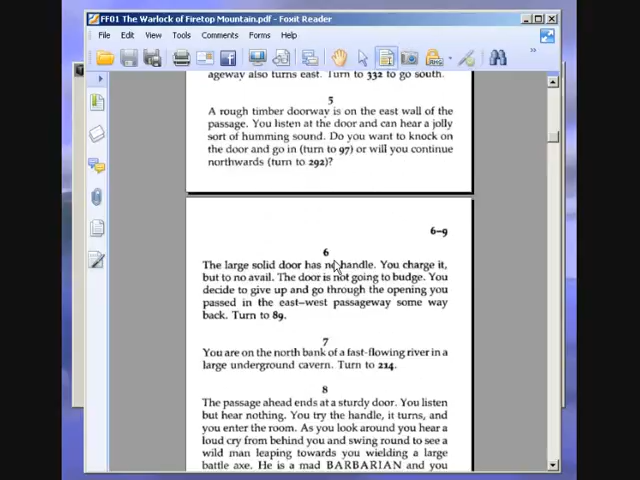 FF01 The Warlock of Firetop Mountain.pdf - Foxit Reader
File Edit View Tools Comments Forms Help
ageway also turns east. Turn to 332 to go south.
5
A rough timber doorway is on the east wall of the
passage. You listen at the door and can hear a jolly
sort of humming sound. Do you want to knock on
the door and go in (turn to 97) or will you continue
northwards (turn to 292)?
6-9
6
The large solid door has no handle. You charge it,
but to no avail. The door is not going to budge. You
decide to give up and go through the opening you
passed in the east–west passageway some way
back. Turn to 89.
7
You are on the north bank of a fast-flowing river in a
large underground cavern. Turn to 214.
8
The passage ahead ends at a sturdy door. You listen
but hear nothing. You try the handle, it turns, and
you enter the room. As you look around you hear a
loud cry from behind you and swing round to see a
wild man leaping towards you wielding a large
battle axe. He is a mad BARBARIAN and you